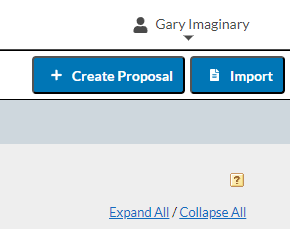 Gary Imaginary
+ Create Proposal Import
?
Expand All / Collapse All